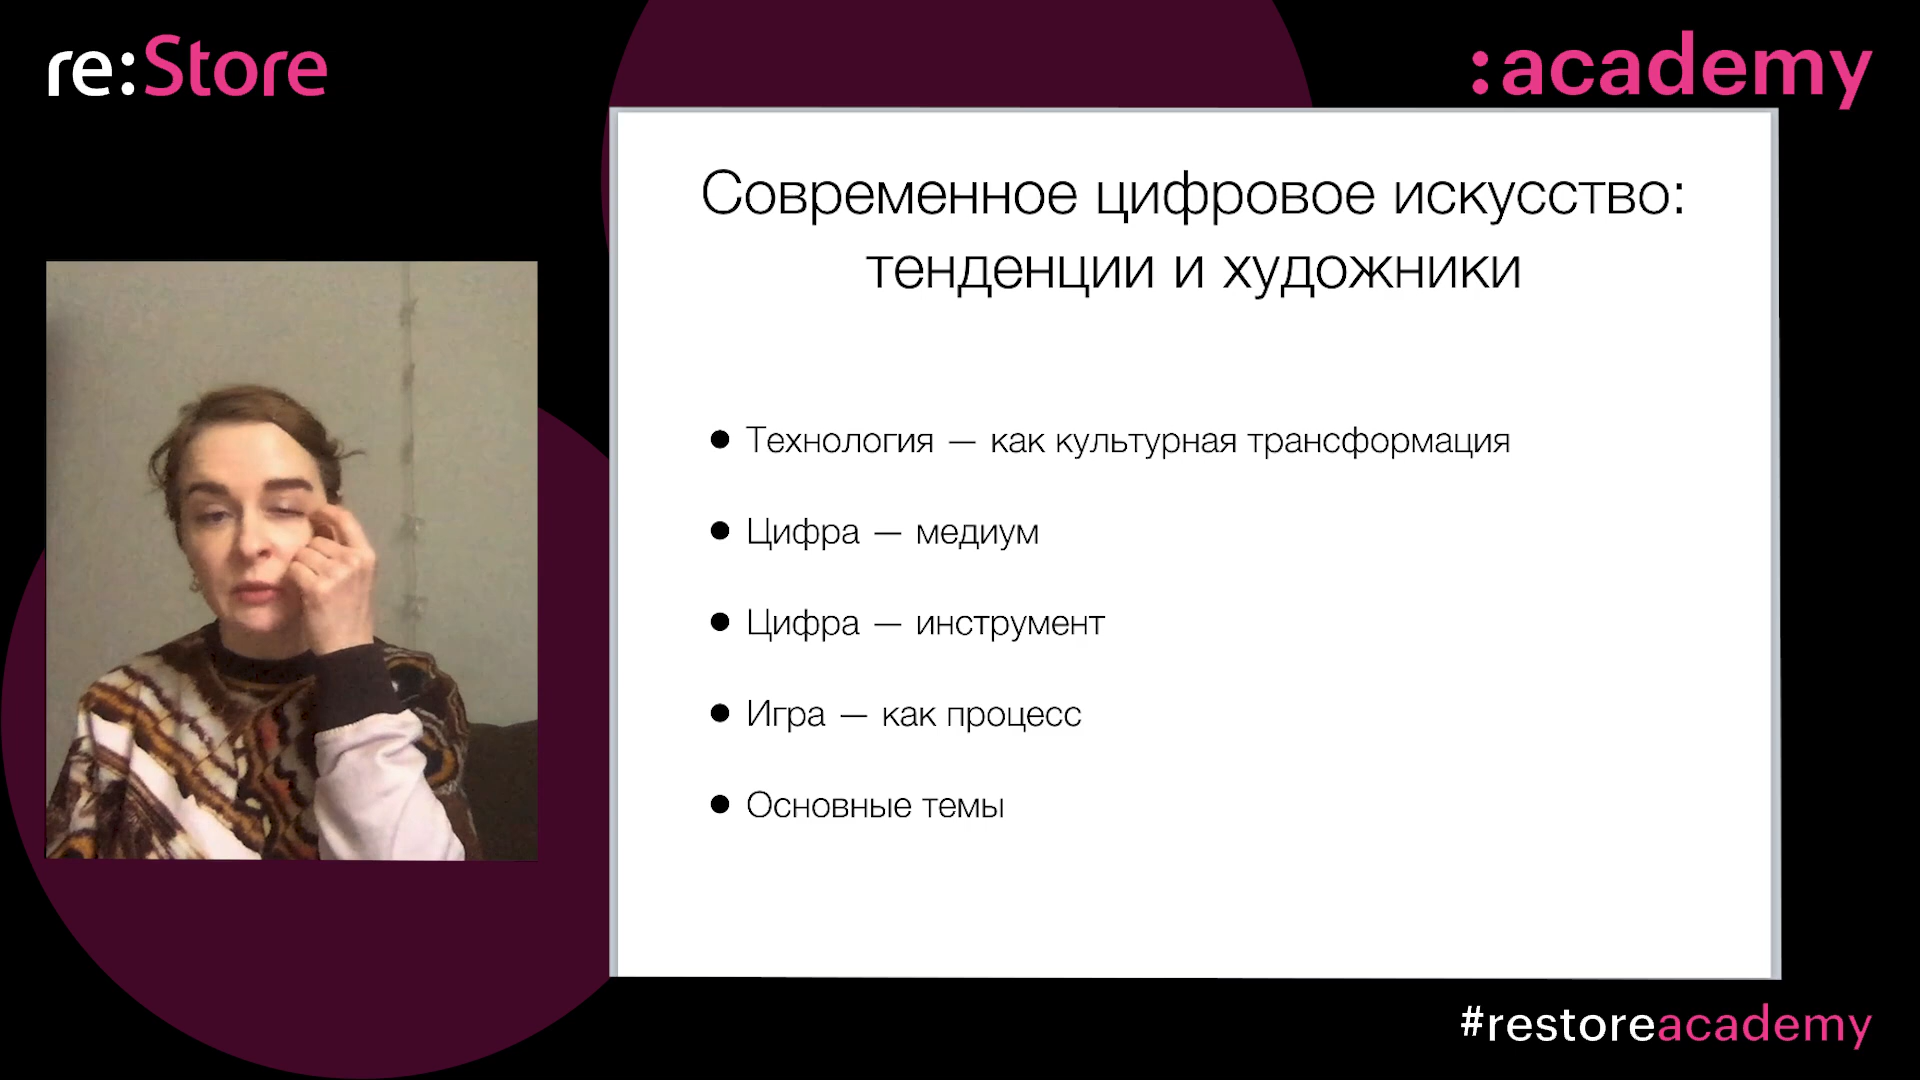 re:Store
:academy
Современное цифровое искусство:
тенденции и художники
● Технология — как культурная трансформация
● Цифра — медиум
● Цифра — инструмент
● Игра — как процесс
● Основные темы
#restoreacademy